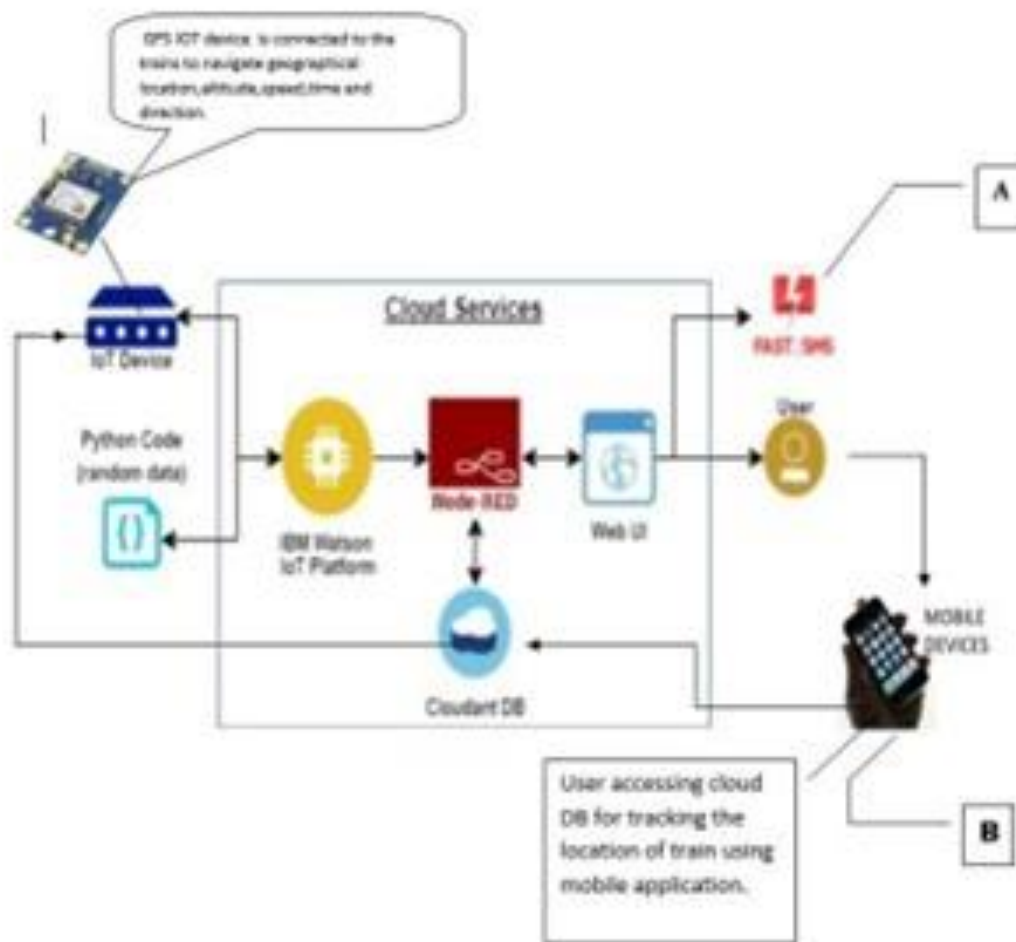 GPS IOT device is connected to the
trains to navigate geographical
location,altitude,speed,time and
direction.
A
Cloud Services
FAST SMS
IoT Device
User
Python Code
(random data)
{}
Node-RED
Web UI
IBM Watson
IoT Platform
MOBILE
DEVICES
Cloudant DB
User accessing cloud
DB for tracking the
location of train using
mobile application.
B